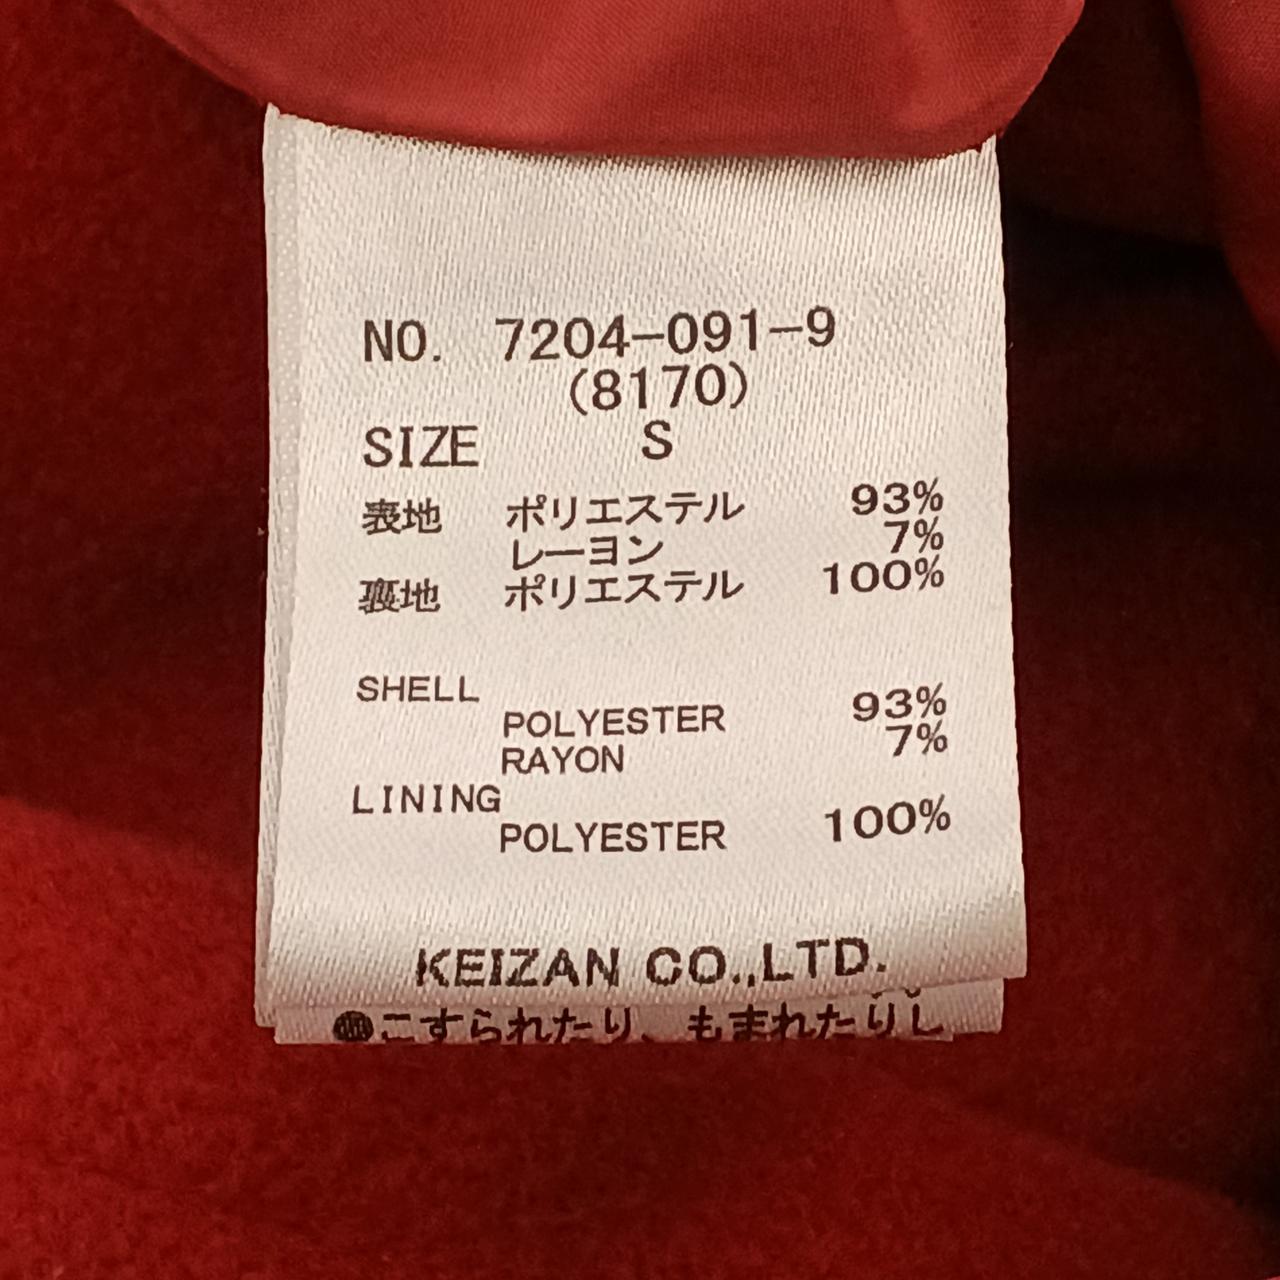 NO. 7204-091-9
(8170)
SIZE S
表地 ポリエステル 93%
レーヨン 7%
裏地 ポリエステル 100%
SHELL
POLYESTER 93%
RAYON 7%
LINING
POLYESTER 100%
KEIZAN CO.,LTD.
●こすられたり、もまれたりし